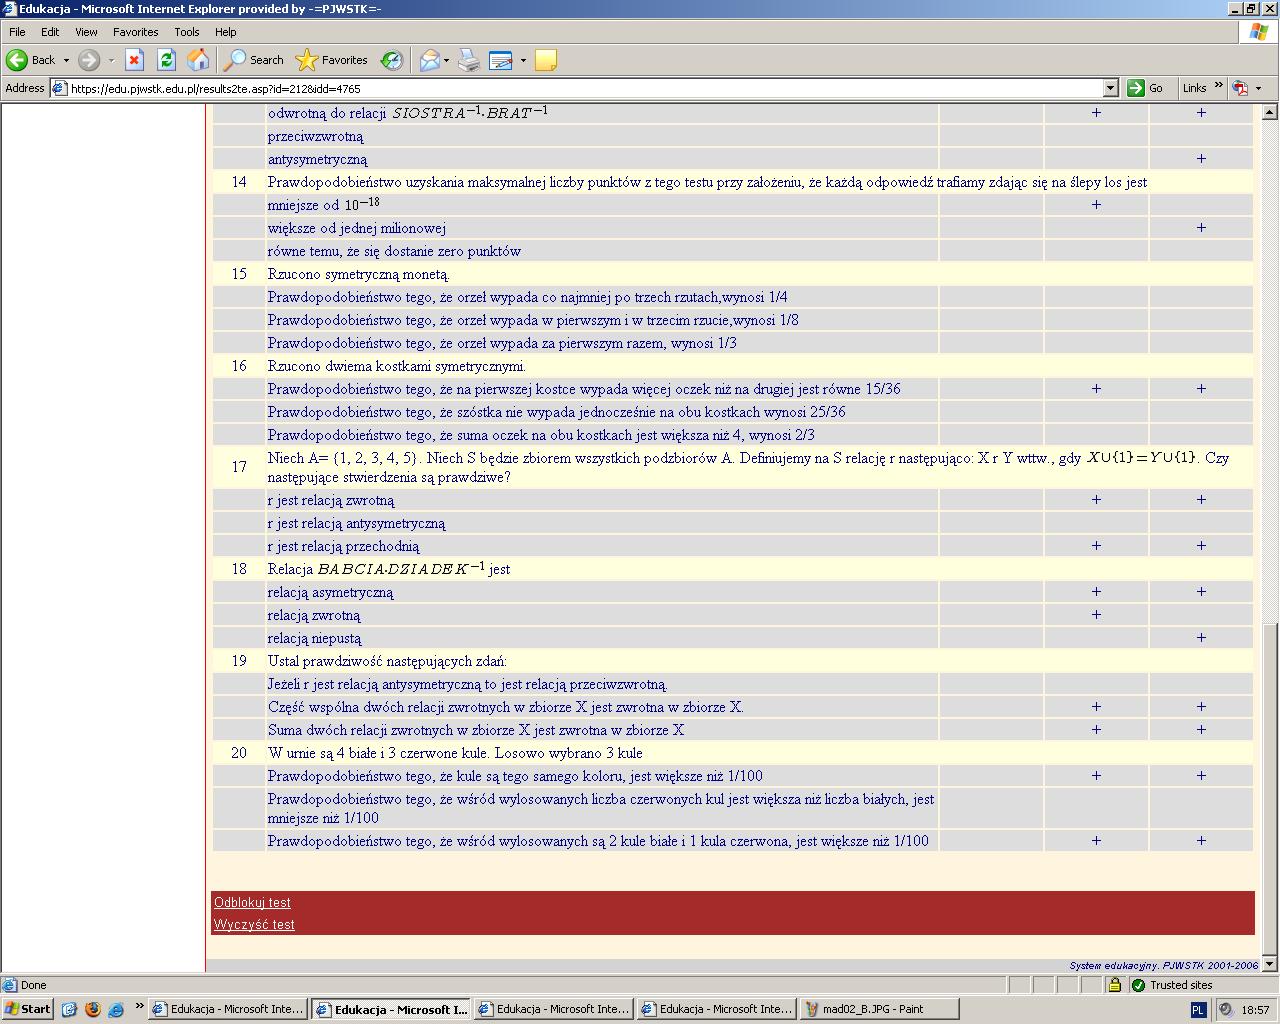 Edukacja - Microsoft Internet Explorer provided by -=PJWSTK=-
File Edit View Favorites Tools Help
Back Search Favorites
Address https://edu.pjwstk.edu.pl/results2te.asp?id=212&idd=4765 Go Links »
odwrotną do relacji SIOSTRA⁻¹·BRAT⁻¹ + +
przeciwzwrotną
antysymetryczną +
14 Prawdopodobieństwo uzyskania maksymalnej liczby punktów z tego testu przy założeniu, że każdą odpowiedź trafiamy zdając się na ślepy los jest
mniejsze od 10⁻¹⁸ +
większe od jednej milionowej +
równe temu, że się dostanie zero punktów
15 Rzucono symetryczną monetą.
Prawdopodobieństwo tego, że orzeł wypada co najmniej po trzech rzutach,wynosi 1/4
Prawdopodobieństwo tego, że orzeł wypada w pierwszym i w trzecim rzucie,wynosi 1/8
Prawdopodobieństwo tego, że orzeł wypada za pierwszym razem, wynosi 1/3
16 Rzucono dwiema kostkami symetrycznymi.
Prawdopodobieństwo tego, że na pierwszej kostce wypada więcej oczek niż na drugiej jest równe 15/36 + +
Prawdopodobieństwo tego, że szóstka nie wypada jednocześnie na obu kostkach wynosi 25/36
Prawdopodobieństwo tego, że suma oczek na obu kostkach jest większa niż 4, wynosi 2/3
17 Niech A= {1, 2, 3, 4, 5}. Niech S będzie zbiorem wszystkich podzbiorów A. Definiujemy na S relację r następująco: X r Y wttw., gdy X∪{1}=Y∪{1}. Czy
następujące stwierdzenia są prawdziwe?
r jest relacją zwrotną + +
r jest relacją antysymetryczną
r jest relacją przechodnią + +
18 Relacja BABCIA·DZIADEK⁻¹ jest
relacją asymetryczną + +
relacją zwrotną +
relacją niepustą +
19 Ustal prawdziwość następujących zdań:
Jeżeli r jest relacją antysymetryczną to jest relacją przeciwzwrotną.
Część wspólna dwóch relacji zwrotnych w zbiorze X jest zwrotna w zbiorze X. + +
Suma dwóch relacji zwrotnych w zbiorze X jest zwrotna w zbiorze X + +
20 W urnie są 4 białe i 3 czerwone kule. Losowo wybrano 3 kule
Prawdopodobieństwo tego, że kule są tego samego koloru, jest większe niż 1/100 + +
Prawdopodobieństwo tego, że wśród wylosowanych liczba czerwonych kul jest większa niż liczba białych, jest
mniejsze niż 1/100
Prawdopodobieństwo tego, że wśród wylosowanych są 2 kule białe i 1 kula czerwona, jest większe niż 1/100 + +
Odblokuj test
Wyczyść test
System edukacyjny. PJWSTK 2001-2006
Done Trusted sites
Start » Edukacja - Microsoft Inte... Edukacja - Microsoft I... Edukacja - Microsoft Inte... Edukacja - Microsoft Inte... mad02_B.JPG - Paint PL 18:57